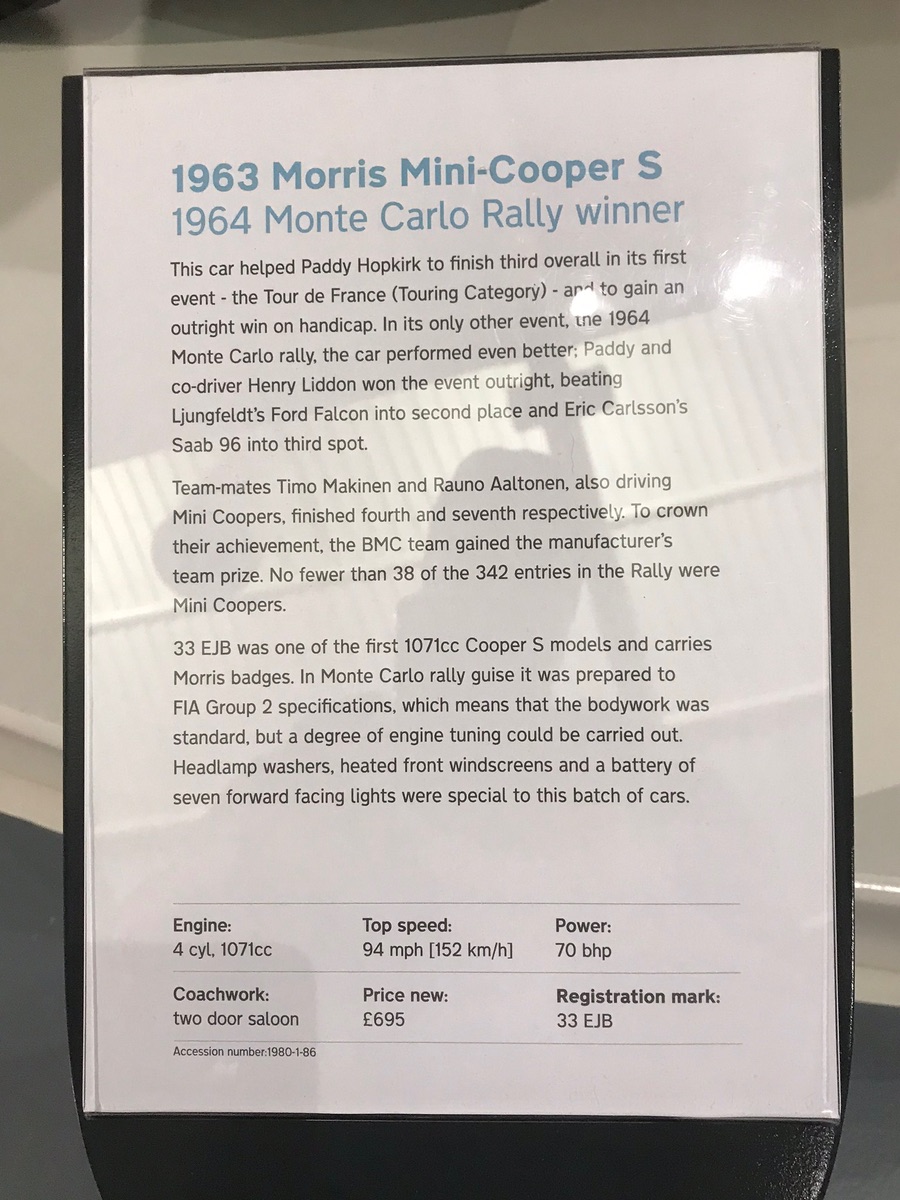 1963 Morris Mini-Cooper S
1964 Monte Carlo Rally winner
This car helped Paddy Hopkirk to finish third overall in its first
event - the Tour de France (Touring Category) - and to gain an
outright win on handicap. In its only other event, the 1964
Monte Carlo rally, the car performed even better; Paddy and
co-driver Henry Liddon won the event outright, beating
Ljungfeldt's Ford Falcon into second place and Eric Carlsson's
Saab 96 into third spot.
Team-mates Timo Makinen and Rauno Aaltonen, also driving
Mini Coopers, finished fourth and seventh respectively. To crown
their achievement, the BMC team gained the manufacturer's
team prize. No fewer than 38 of the 342 entries in the Rally were
Mini Coopers.
33 EJB was one of the first 1071cc Cooper S models and carries
Morris badges. In Monte Carlo rally guise it was prepared to
FIA Group 2 specifications, which means that the bodywork was
standard, but a degree of engine tuning could be carried out.
Headlamp washers, heated front windscreens and a battery of
seven forward facing lights were special to this batch of cars.
Engine: Top speed: Power:
4 cyl, 1071cc 94 mph [152 km/h] 70 bhp
Coachwork: Price new: Registration mark:
two door saloon £695 33 EJB
Accession number:1980-1-86